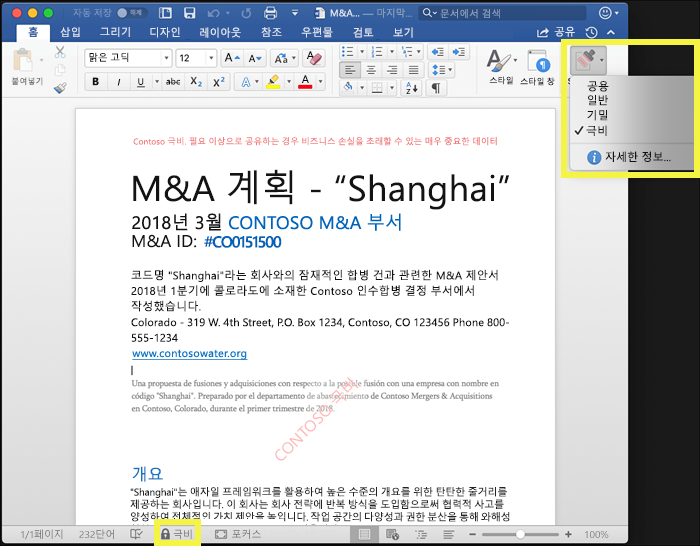 자동 저장
해제
M&A...
— 마지막...
문서에서 검색
홈 삽입 그리기 디자인 레이아웃 참조 우편물 검토 보기
공유
붙여넣기
맑은 고딕
12
스타일
스타일 창
공용
일반
기밀
✓ 극비
자세한 정보...
Contoso 극비. 필요 이상으로 공유하는 경우 비즈니스 손실을 초래할 수 있는 매우 중요한 데이터
M&A 계획 - “Shanghai”
2018년 3월 CONTOSO M&A 부서
M&A ID: #CO0151500
코드명 "Shanghai"라는 회사와의 잠재적인 합병 건과 관련한 M&A 제안서
2018년 1분기에 콜로라도에 소재한 Contoso 인수합병 결정 부서에서
작성했습니다.
Colorado - 319 W. 4th Street, P.O. Box 1234, Contoso, CO 123456 Phone 800-
555-1234
www.contosowater.org
Una propuesta de fusiones y adquisiciones con respecto a la posible fusión con una empresa con nombre en
código "Shanghai". Preparado por el departamento de abastecimiento de Contoso Mergers & Acquisitions
en Contoso, Colorado, durante el primer trimestre de 2018.
CONTOSO 극비
개요
"Shanghai"는 애자일 프레임워크를 활용하여 높은 수준의 개요를 위한 탄탄한 줄거리를
제공하는 회사입니다. 이 회사는 회사 전략에 반복 방식을 도입함으로써 협력적 사고를
양성하여 전체적인 가치 제안을 높입니다. 작업 공간의 다양성과 권한 분산을 통해 와해성
1/1페이지 232단어 극비 포커스 100%